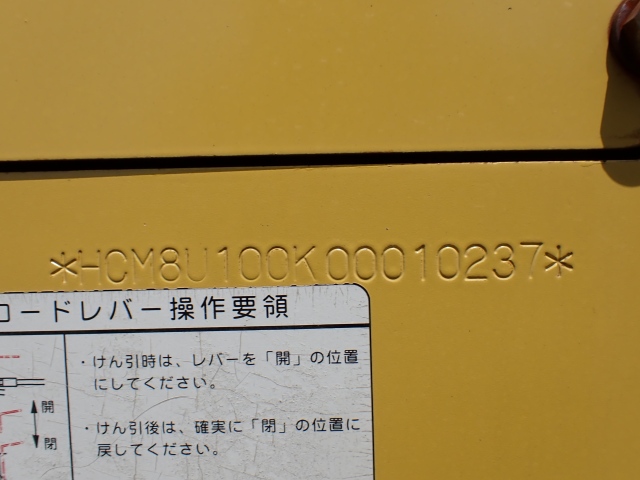 *HCM8U100K00010237*
ロードレバー操作要領
・けん引時は、レバーを「開」の位置
にしてください。
開
・けん引後は、確実に「閉」の位置に
閉
戻してください。